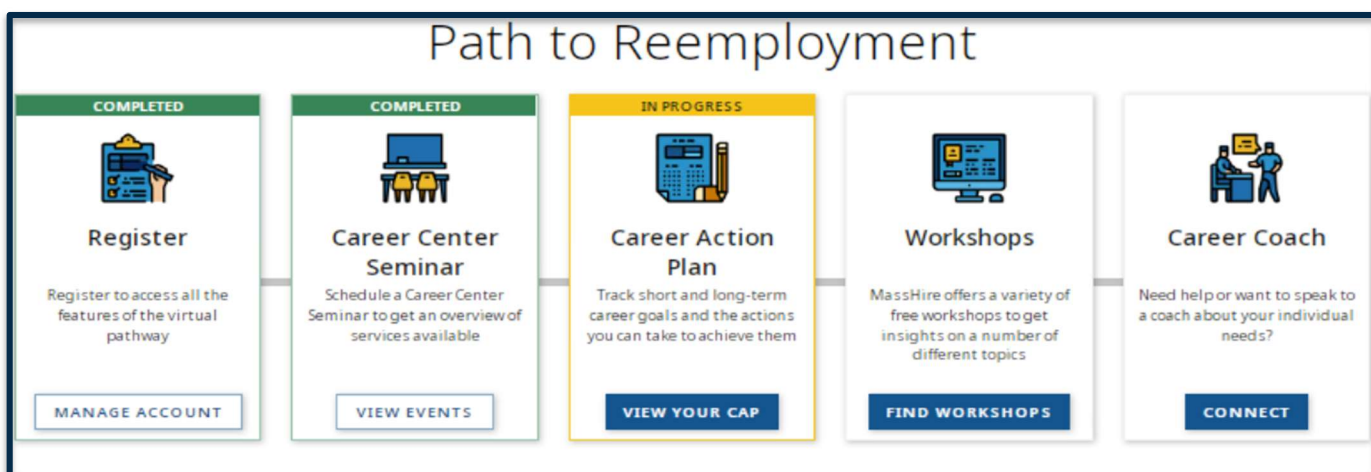 Path to Reemployment
COMPLETED
Register
Register to access all the
features of the virtual
pathway
MANAGE ACCOUNT
COMPLETED
Career Center
Seminar
Schedule a Career Center
Seminar to get an overview of
services available
VIEW EVENTS
IN PROGRESS
Career Action
Plan
Track short and long-term
career goals and the actions
you can take to achieve them
VIEW YOUR CAP
Workshops
MassHire offers a variety of
free workshops to get
insights on a number of
different topics
FIND WORKSHOPS
Career Coach
Need help or want to speak to
a coach about your individual
needs?
CONNECT